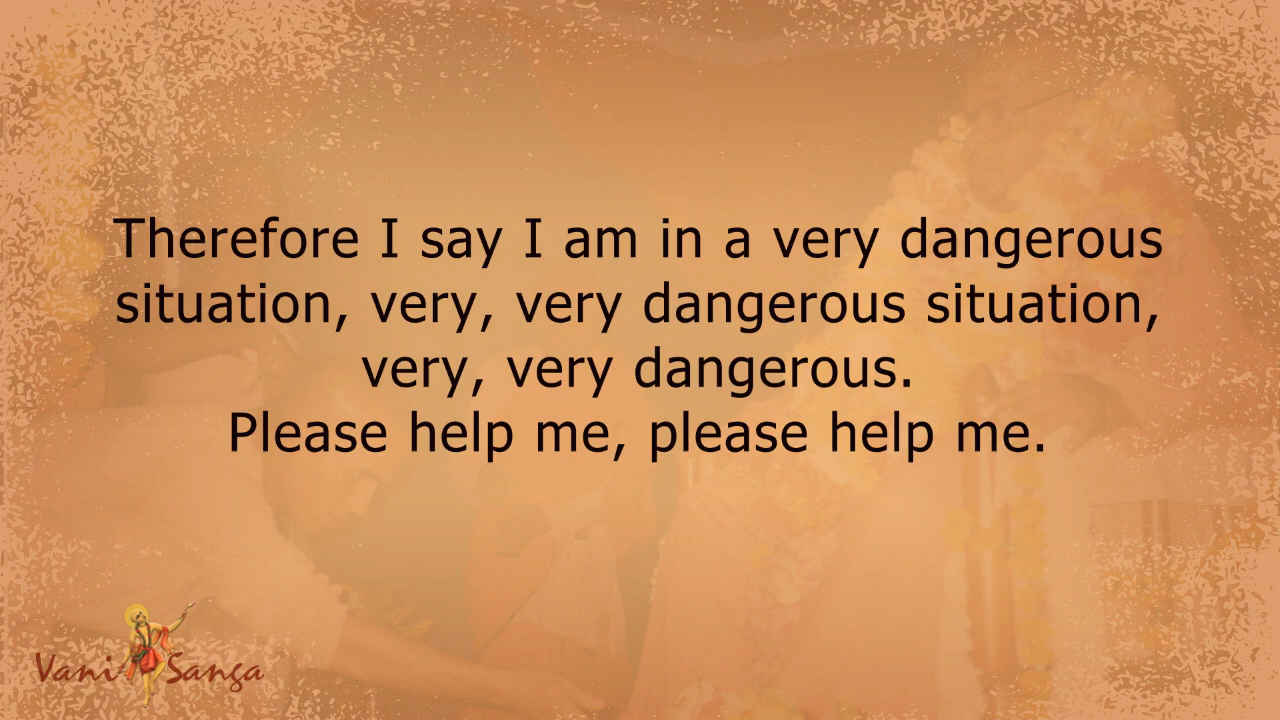 Therefore I say I am in a very dangerous
situation, very, very dangerous situation,
very, very dangerous.
Please help me, please help me.
Vani Sanga